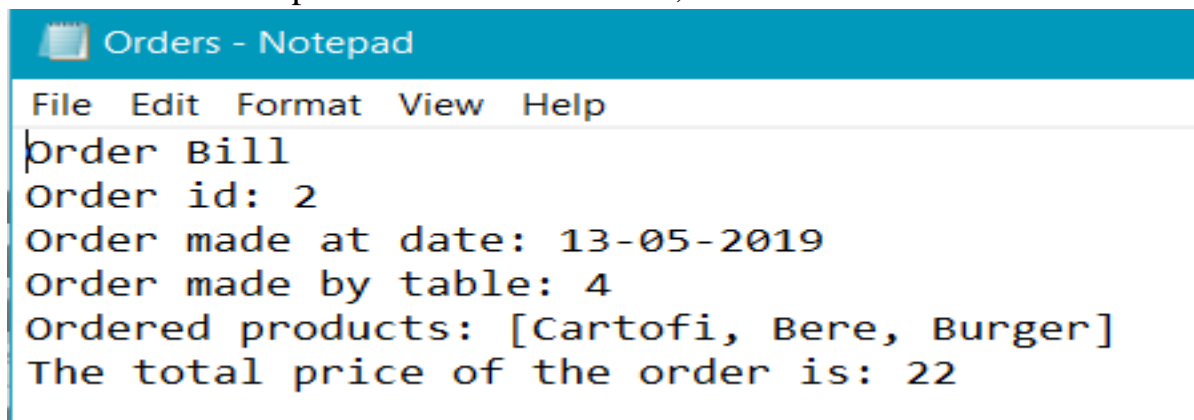 Orders - Notepad
File Edit Format View Help
Order Bill
Order id: 2
Order made at date: 13-05-2019
Order made by table: 4
Ordered products: [Cartofi, Bere, Burger]
The total price of the order is: 22